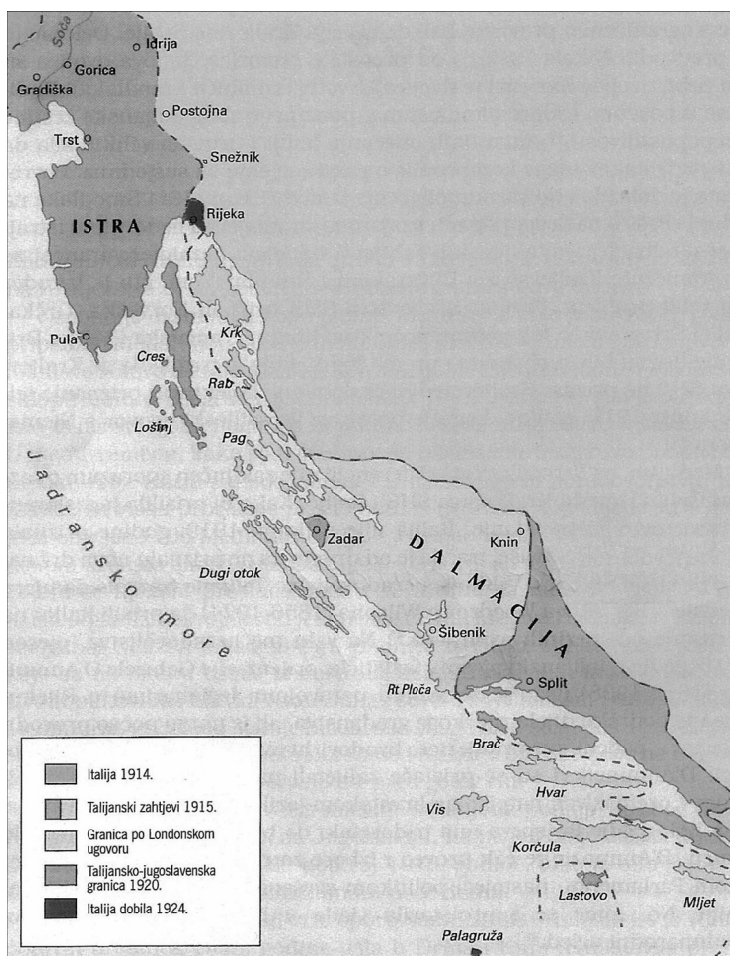 Soča
Idrija
Gorica
Gradiška
Postojna
Trst
Snežnik
Rijeka
ISTRA
Pula
Krk
Cres
Rab
Lošinj
Pag
Jadransko more
Zadar
Knin
DALMACIJA
Dugi otok
Šibenik
Rt Ploča
Split
Brač
Hvar
Vis
Korčula
Lastovo
Mljet
Palagruža
Italija 1914.
Talijanski zahtjevi 1915.
Granica po Londonskom
ugovoru
Talijansko-jugoslavenska
granica 1920.
Italija dobila 1924.